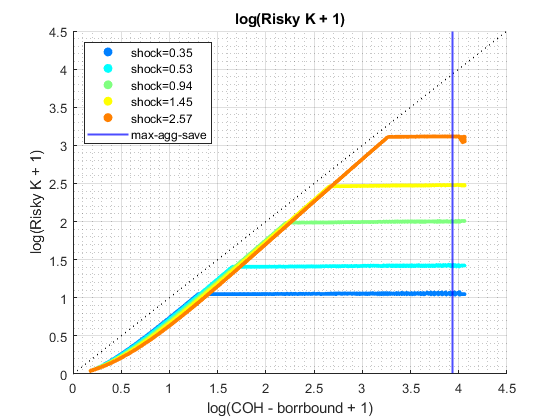 log(Risky K + 1)
4.5
4
3.5
3
2.5
2
1.5
1
0.5
0
log(Risky K + 1)
shock=0.35
shock=0.53
shock=0.94
shock=1.45
shock=2.57
max-agg-save
0 0.5 1 1.5 2 2.5 3 3.5 4 4.5
log(COH - borrbound + 1)